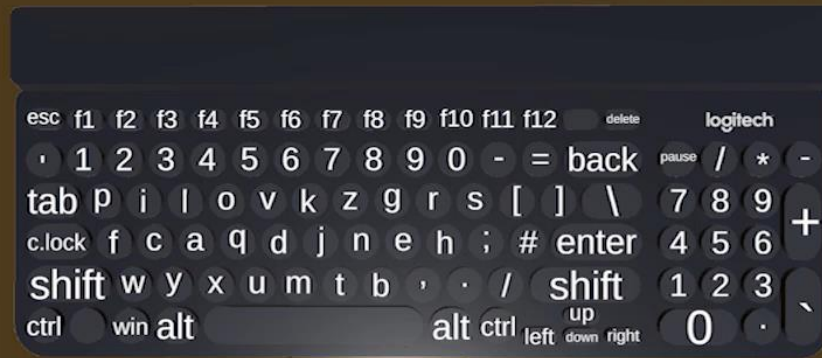 esc f1 f2 f3 f4 f5 f6 f7 f8 f9 f10 f11 f12 delete logitech
' 1 2 3 4 5 6 7 8 9 0 - = back pause / * -
tab p i l o v k z g r s [ ] \ 7 8 9 +
c.lock f c a q d j n e h ; # enter 4 5 6
shift w y x u m t b , . / shift 1 2 3 `
ctrl win alt alt ctrl left up down right 0 .